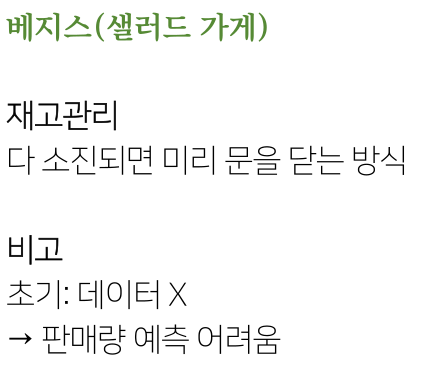 베지스(샐러드 가게)
재고관리
다 소진되면 미리 문을 닫는 방식
비고
초기: 데이터 X
→ 판매량 예측 어려움